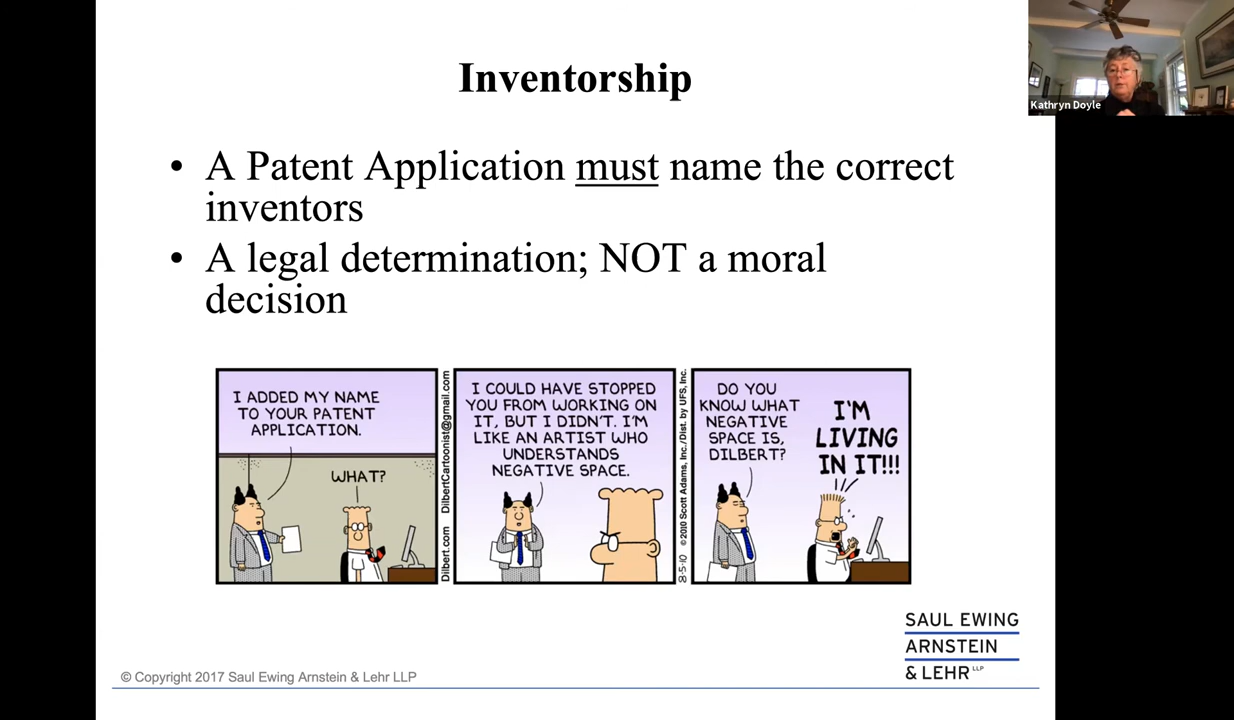 Inventorship
Kathryn Doyle
• A Patent Application must name the correct
inventors
• A legal determination; NOT a moral
decision
I ADDED MY NAME
TO YOUR PATENT
APPLICATION.
WHAT?
Dilbert.com DilbertCartoonist@gmail.com
I COULD HAVE STOPPED
YOU FROM WORKING ON
IT, BUT I DIDN'T. I'M
LIKE AN ARTIST WHO
UNDERSTANDS
NEGATIVE SPACE.
8-5-10 ©2010 Scott Adams, Inc./Dist. by UFS, Inc.
DO YOU
KNOW WHAT
NEGATIVE
SPACE IS,
DILBERT?
I'M
LIVING
IN IT!!!
SAUL EWING
ARNSTEIN
& LEHR LLP
© Copyright 2017 Saul Ewing Arnstein & Lehr LLP